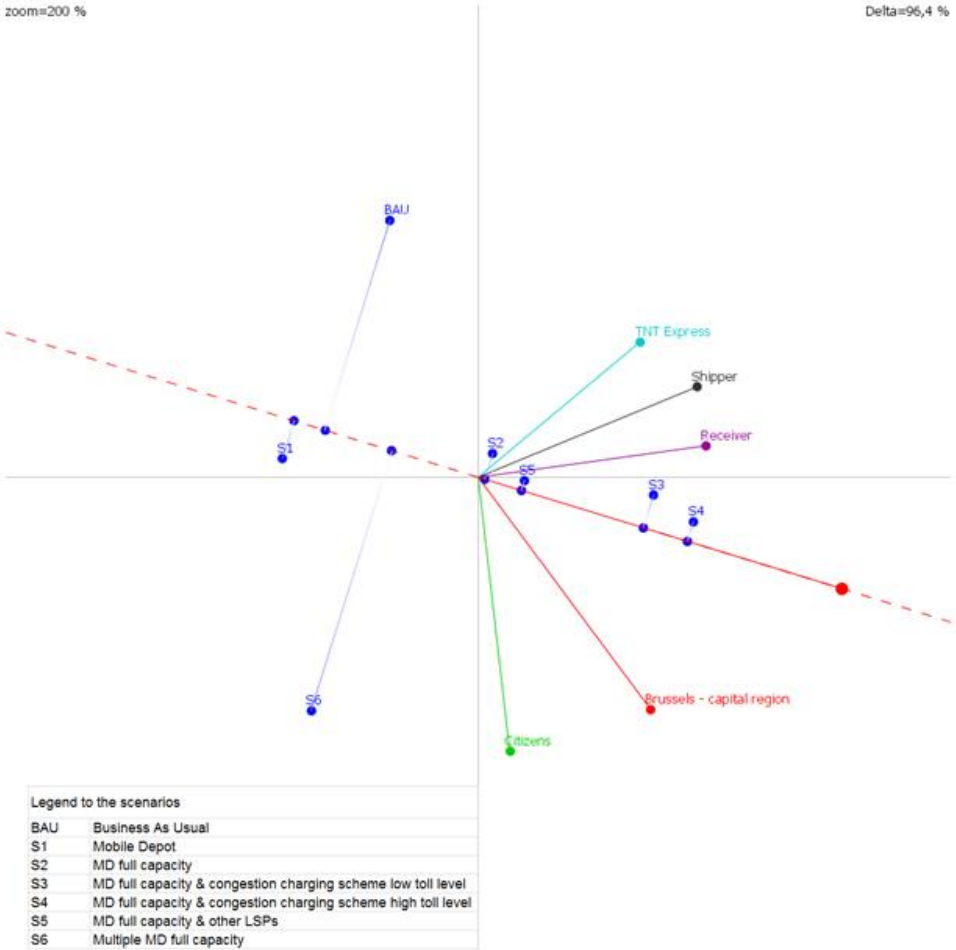 zoom=200 %
Delta=96,4 %
BAU
TNT Express
Shipper
Receiver
S1
S2
S5
S3
S4
S6
Brussels - capital region
Citizens
Legend to the scenarios
BAU Business As Usual
S1 Mobile Depot
S2 MD full capacity
S3 MD full capacity & congestion charging scheme low toll level
S4 MD full capacity & congestion charging scheme high toll level
S5 MD full capacity & other LSPs
S6 Multiple MD full capacity